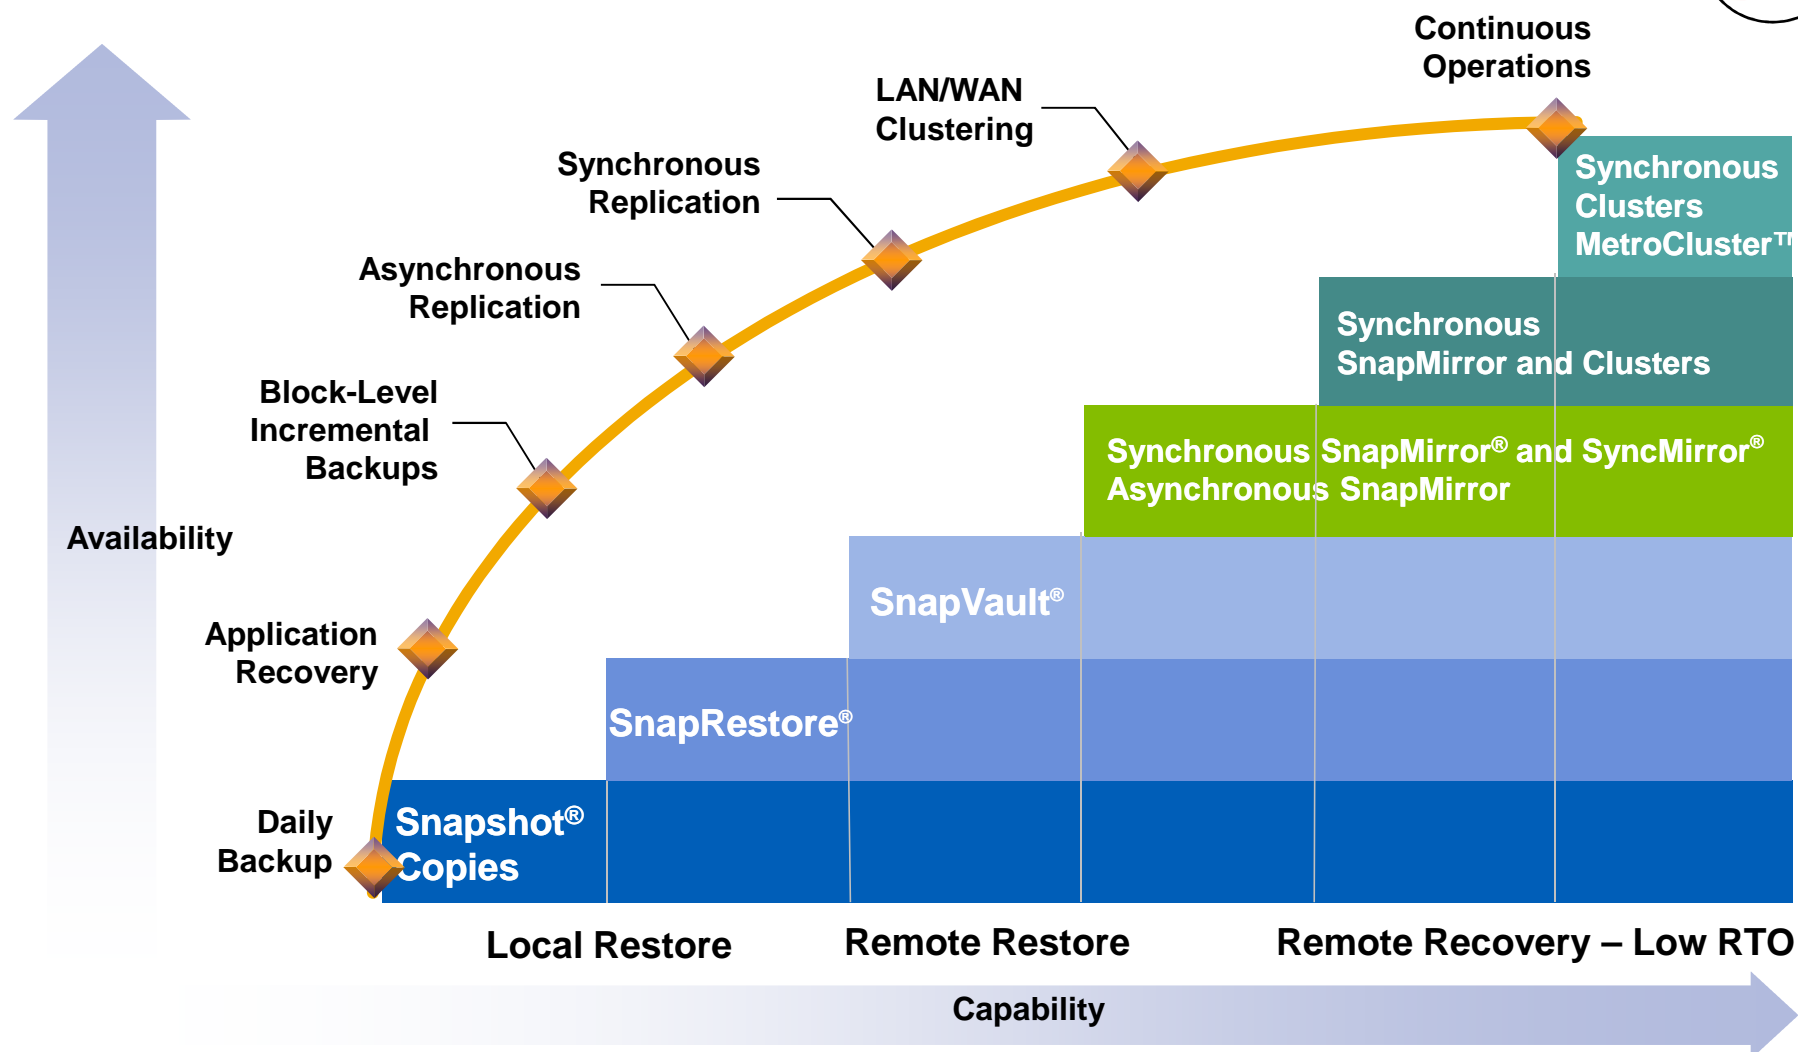 Continuous
Operations
LAN/WAN
Clustering
Synchronous
Replication
Synchronous
Clusters
MetroCluster™
Asynchronous
Replication
Synchronous
SnapMirror and Clusters
Block-Level
Incremental
Backups
Synchronous SnapMirror® and SyncMirror®
Asynchronous SnapMirror
Availability
SnapVault®
Application
Recovery
SnapRestore®
Daily
Backup
Snapshot®
Copies
Local Restore
Remote Restore
Remote Recovery – Low RTO
Capability